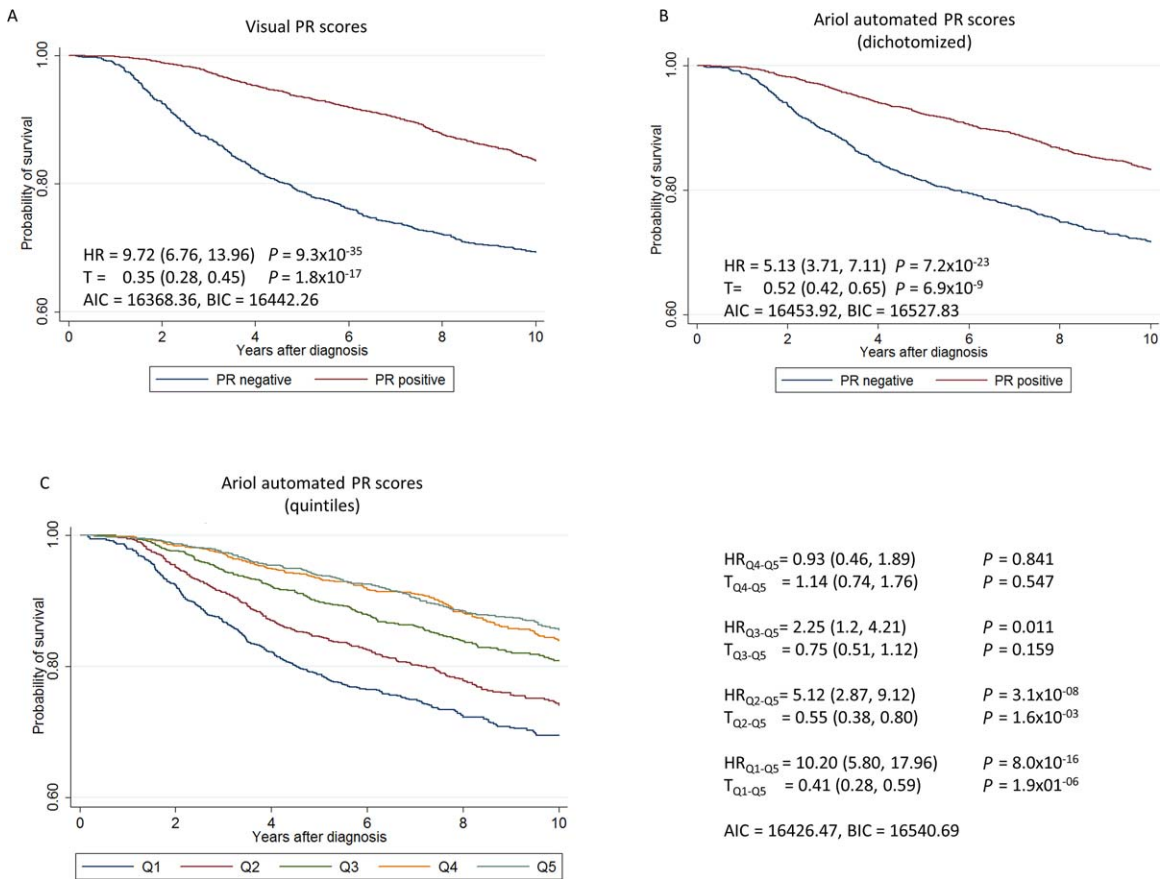 A
Visual PR scores
Probability of survival
1.00
0.80
0.60
HR = 9.72 (6.76, 13.96) P = 9.3x10-35
T = 0.35 (0.28, 0.45) P = 1.8x10-17
AIC = 16368.36, BIC = 16442.26
0 2 4 6 8 10
Years after diagnosis
PR negative PR positive
B
Ariol automated PR scores
(dichotomized)
Probability of survival
1.00
0.80
0.60
HR = 5.13 (3.71, 7.11) P = 7.2x10-23
T= 0.52 (0.42, 0.65) P = 6.9x10-9
AIC = 16453.92, BIC = 16527.83
0 2 4 6 8 10
Years after diagnosis
PR negative PR positive
C
Ariol automated PR scores
(quintiles)
Probability of survival
1.00
0.80
0.60
0 2 4 6 8 10
Years after diagnosis
Q1 Q2 Q3 Q4 Q5
HRQ4-Q5= 0.93 (0.46, 1.89) P = 0.841
TQ4-Q5 = 1.14 (0.74, 1.76) P = 0.547
HRQ3-Q5= 2.25 (1.2, 4.21) P = 0.011
TQ3-Q5 = 0.75 (0.51, 1.12) P = 0.159
HRQ2-Q5= 5.12 (2.87, 9.12) P = 3.1x10-08
TQ2-Q5 = 0.55 (0.38, 0.80) P = 1.6x10-03
HRQ1-Q5 = 10.20 (5.80, 17.96) P = 8.0x10-16
TQ1-Q5 = 0.41 (0.28, 0.59) P = 1.9x01-06
AIC = 16426.47, BIC = 16540.69